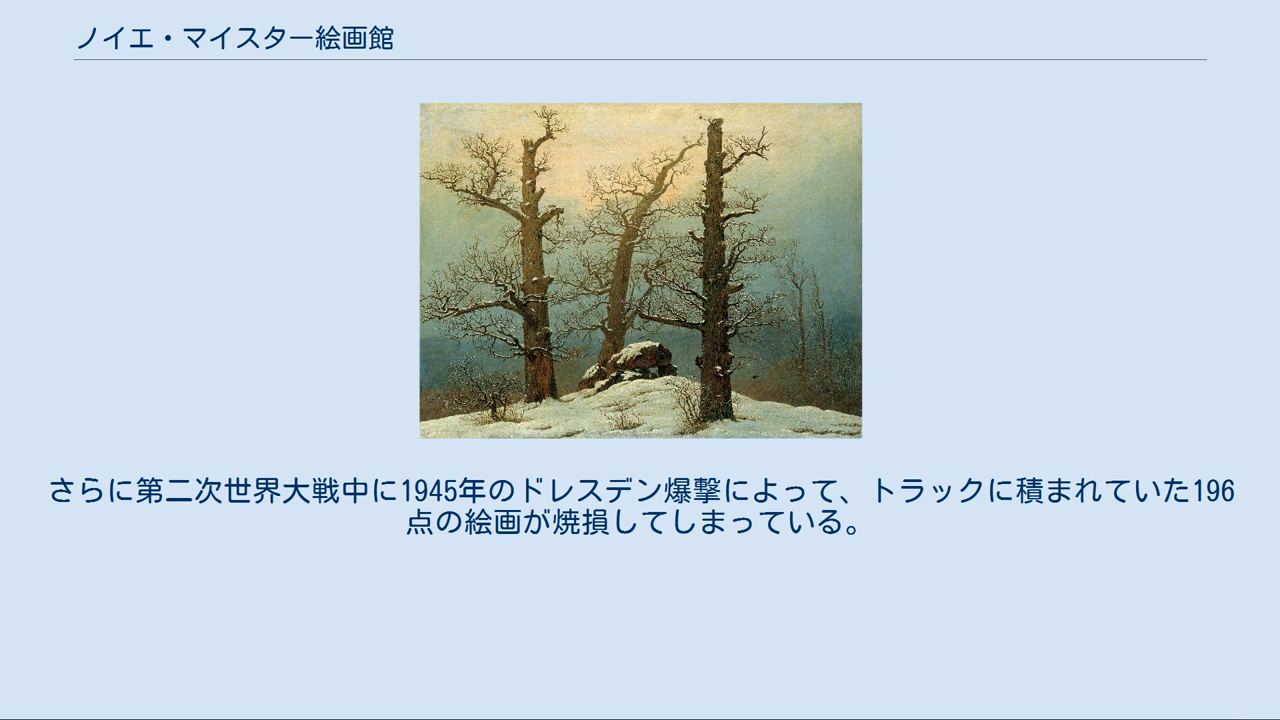 ノイエ・マイスター絵画館
さらに第二次世界大戦中に1945年のドレスデン爆撃によって、トラックに積まれていた196
点の絵画が焼損してしまっている。